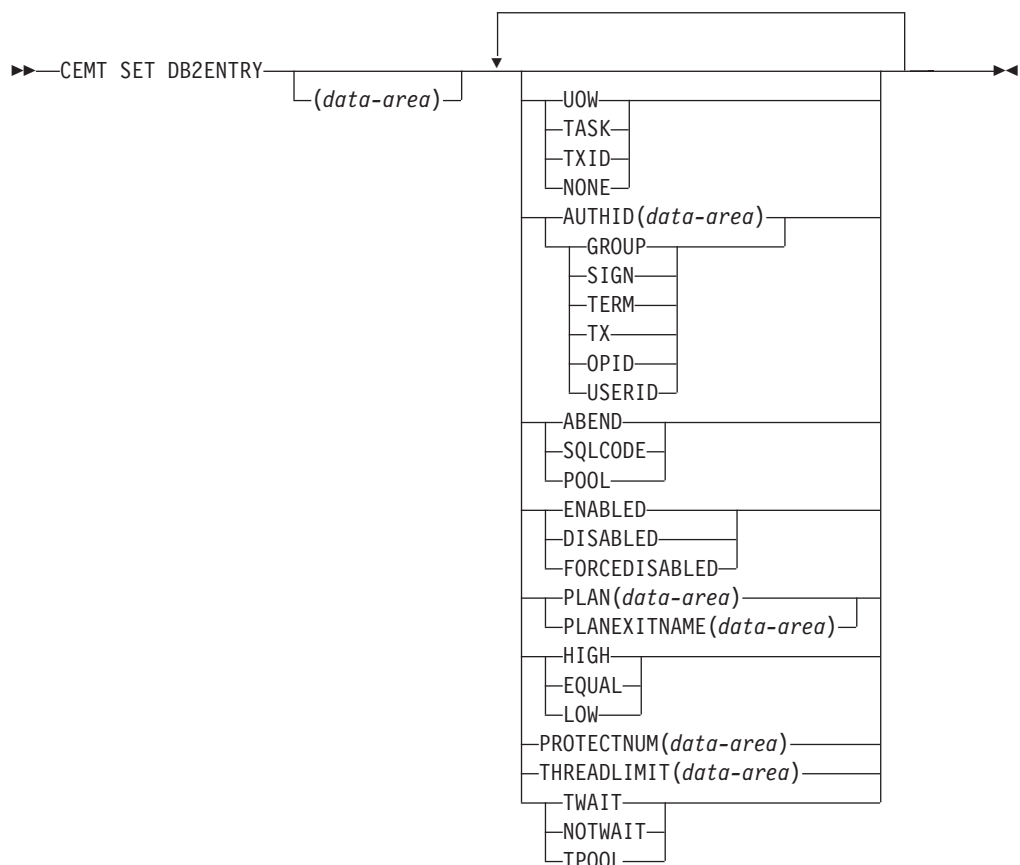 CEMT SET DB2ENTRY
(data-area)
UOW
TASK
TXID
NONE
AUTHID(data-area)
GROUP
SIGN
TERM
TX
OPID
USERID
ABEND
SQLCODE
POOL
ENABLED
DISABLED
FORCEDISABLED
PLAN(data-area)
PLANEXITNAME(data-area)
HIGH
EQUAL
LOW
PROTECTNUM(data-area)
THREADLIMIT(data-area)
TWAIT
NOTWAIT
TPOOL